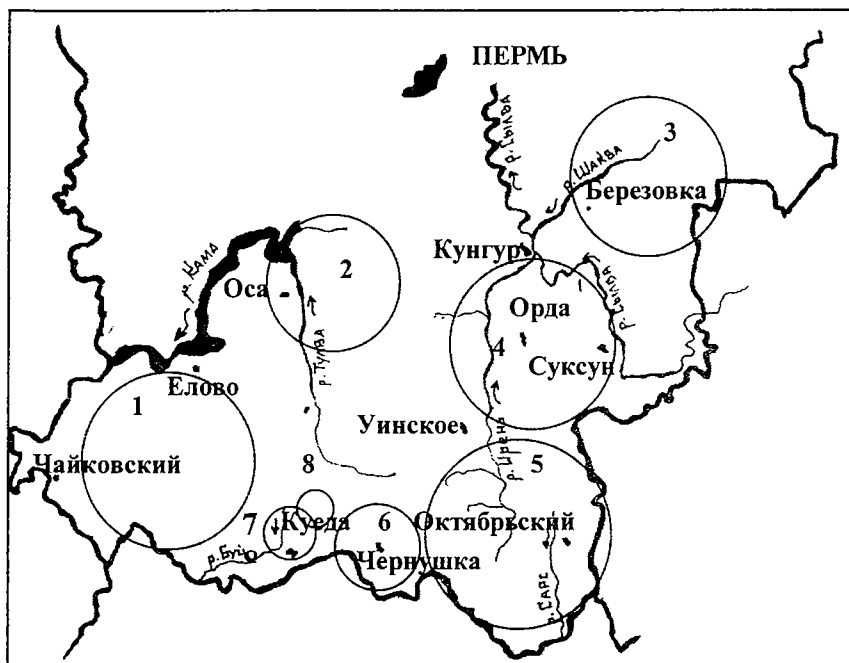 ПЕРМЬ
р. Сылва
3
р. Шаква
Березовка
Кунгур
р. Кама
2
Оса
р. Сылва
Орда
4
Суксун
р. Тулва
Елово
1
Уинское
р. Ирень
5
Чайковский
8
7
Куеда
6
Октябрьский
р. Буй
Чернушка
р. Сарс